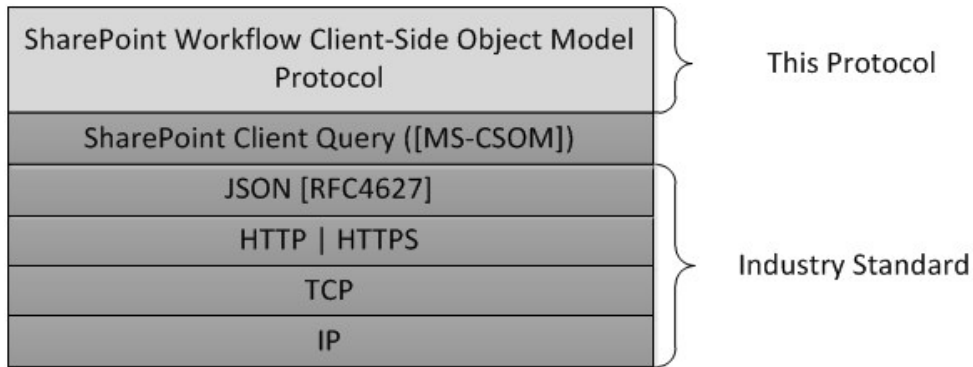 SharePoint Workflow Client-Side Object Model
Protocol
This Protocol
SharePoint Client Query ([MS-CSOM])
JSON [RFC4627]
HTTP | HTTPS
Industry Standard
TCP
IP